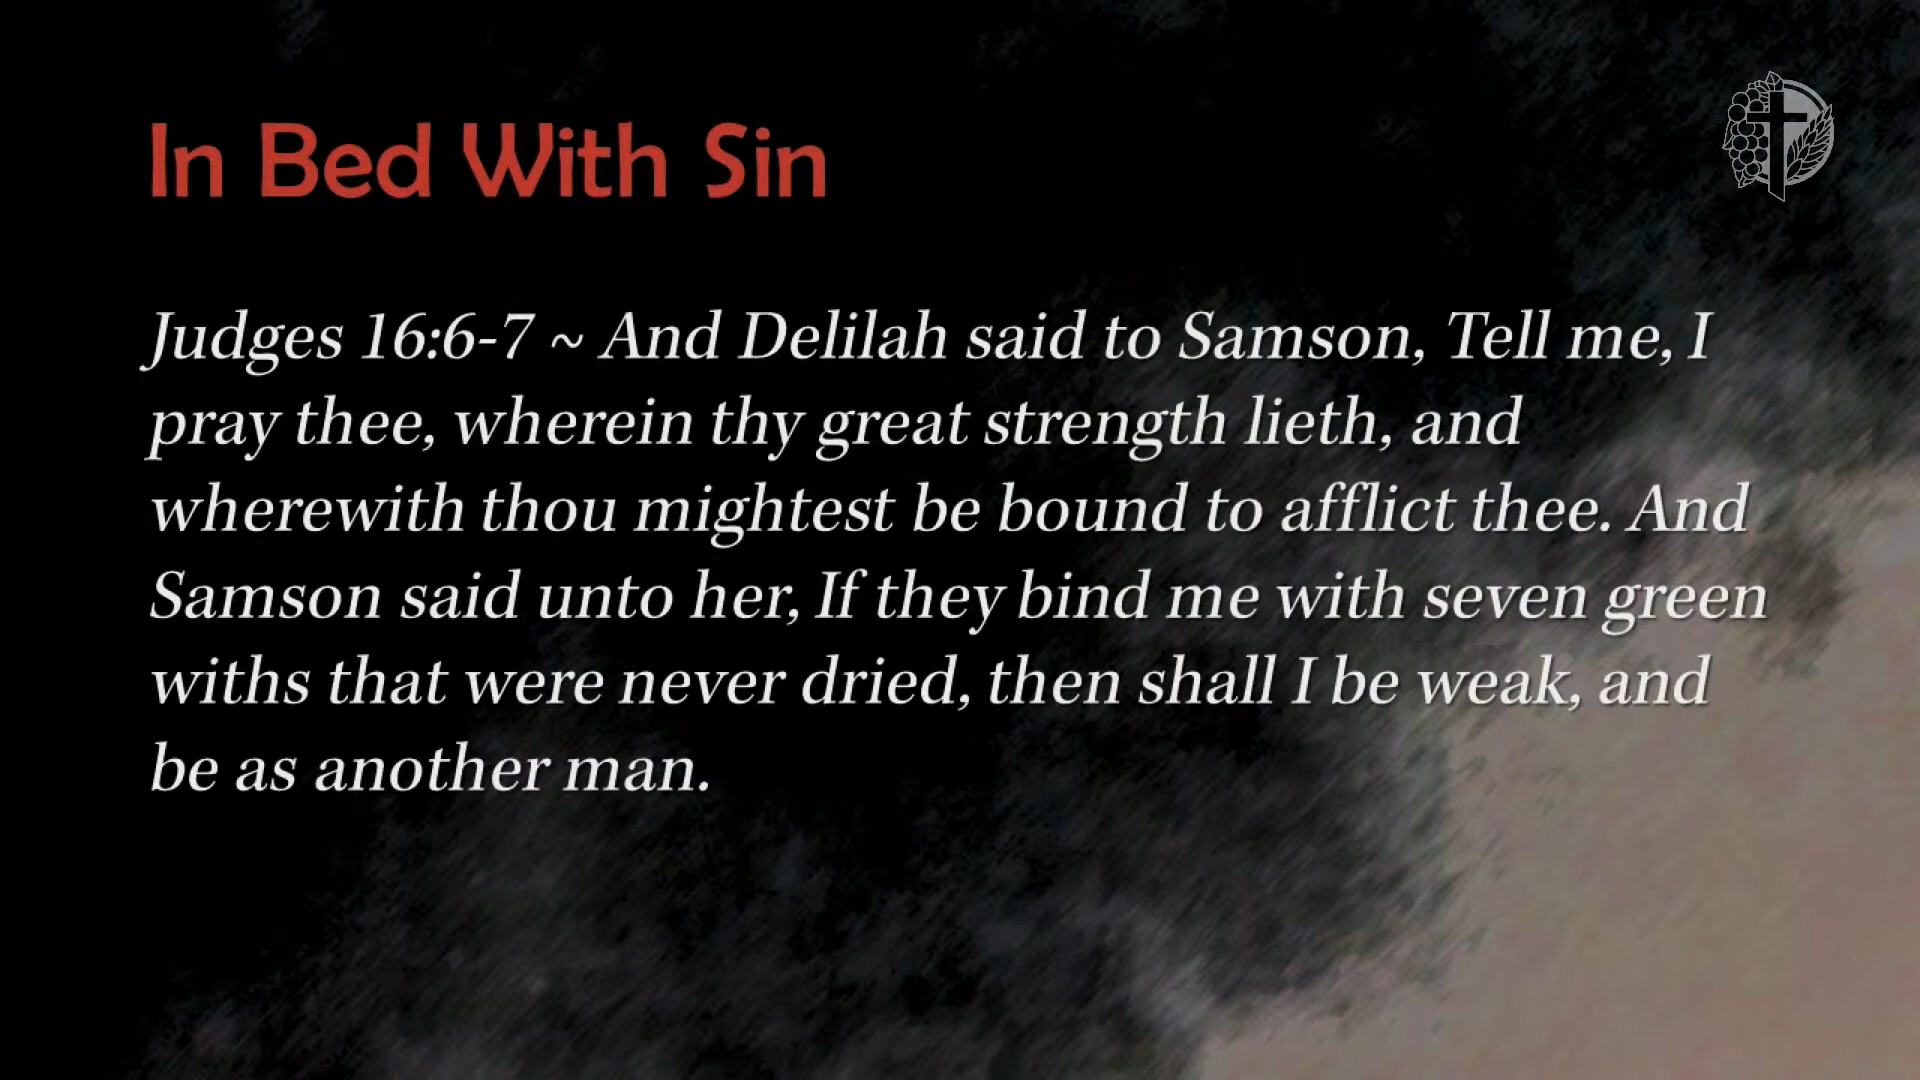 In Bed With Sin
Judges 16:6-7 ~ And Delilah said to Samson, Tell me, I
pray thee, wherein thy great strength lieth, and
wherewith thou mightest be bound to afflict thee. And
Samson said unto her, If they bind me with seven green
withs that were never dried, then shall I be weak, and
be as another man.